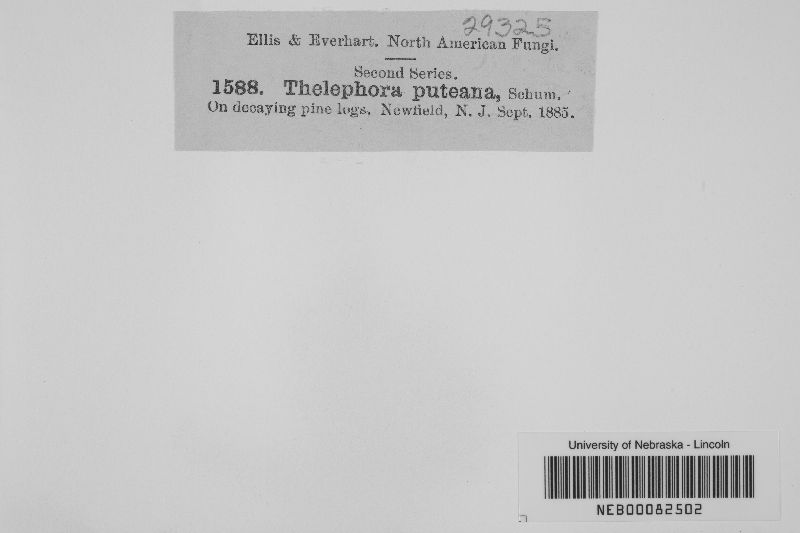 29325
Ellis & Everhart. North American Fungi.
Second Series.
1588. Thelephora puteana, Schum.
On decaying pine logs. Newfield, N. J. Sept. 1885.
University of Nebraska - Lincoln
NEB00082502